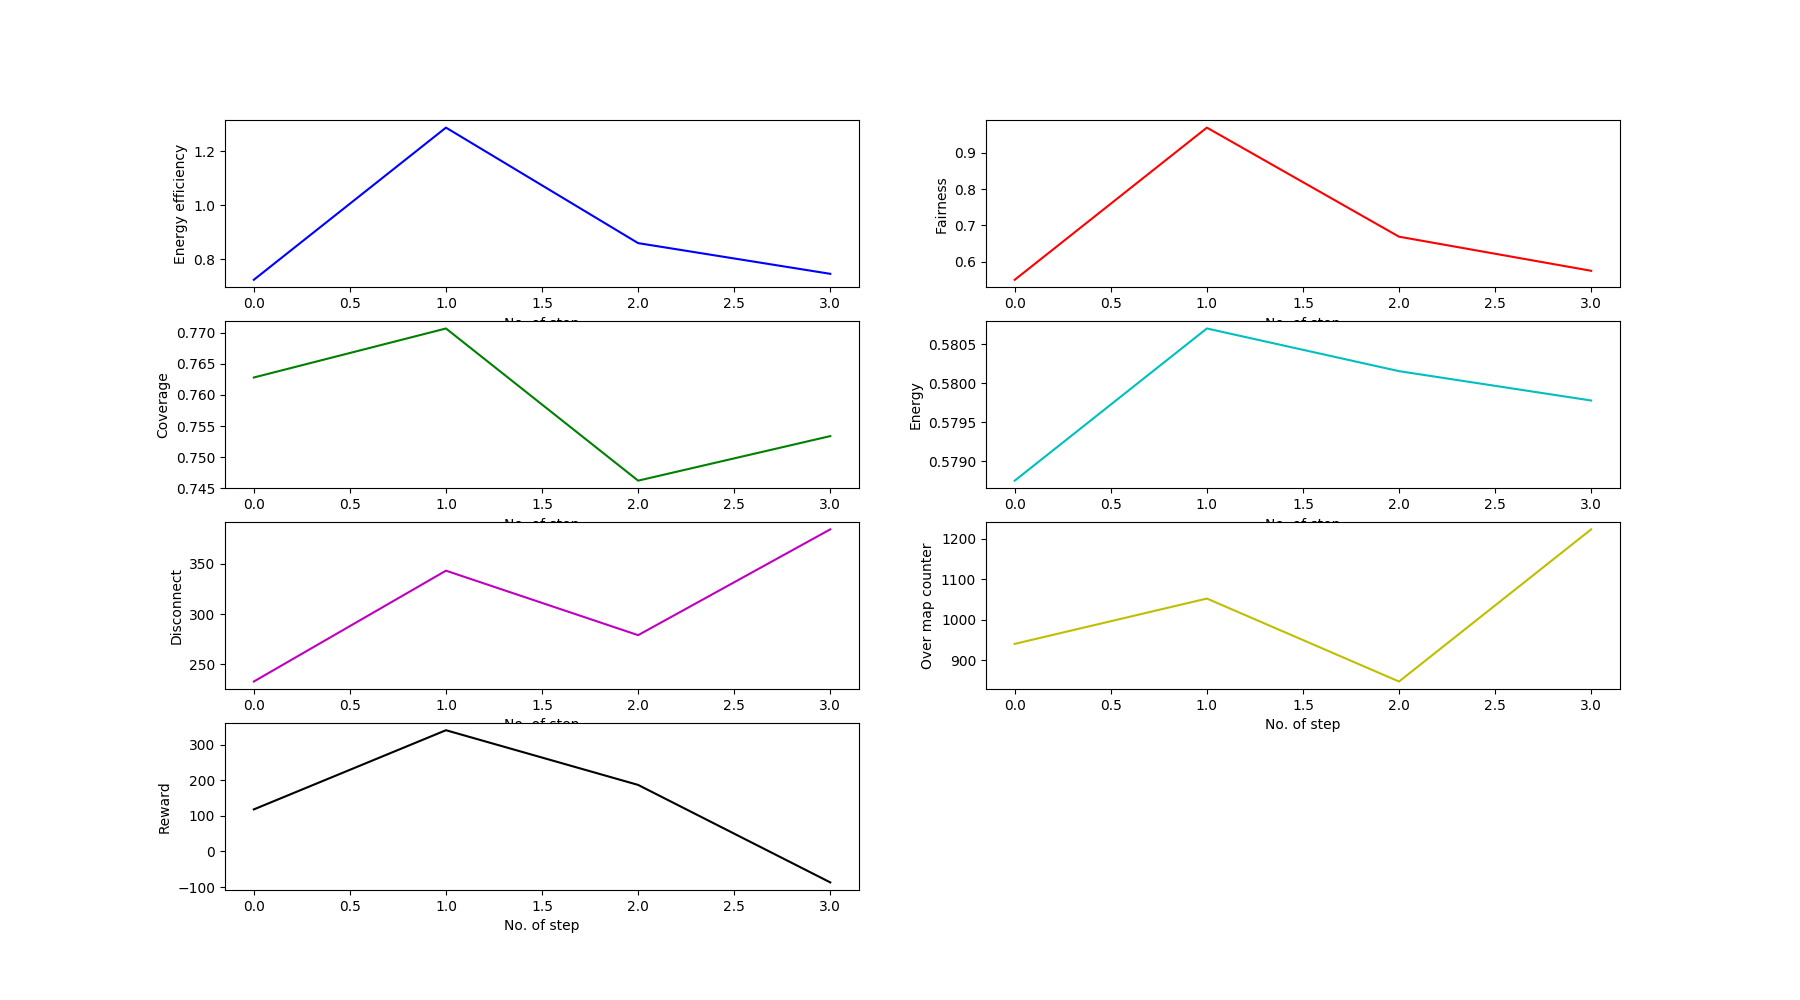 Energy efficiency
1.2
1.0
0.8
0.0 0.5 1.0 1.5 2.0 2.5 3.0
Fairness
0.9
0.8
0.7
0.6
0.0 0.5 1.0 1.5 2.0 2.5 3.0
Coverage
0.770
0.765
0.760
0.755
0.750
0.745
0.0 0.5 1.0 1.5 2.0 2.5 3.0
Energy
0.5805
0.5800
0.5795
0.5790
0.0 0.5 1.0 1.5 2.0 2.5 3.0
Disconnect
350
300
250
0.0 0.5 1.0 1.5 2.0 2.5 3.0
Over map counter
1200
1100
1000
900
0.0 0.5 1.0 1.5 2.0 2.5 3.0
No. of step
Reward
300
200
100
0
−100
0.0 0.5 1.0 1.5 2.0 2.5 3.0
No. of step